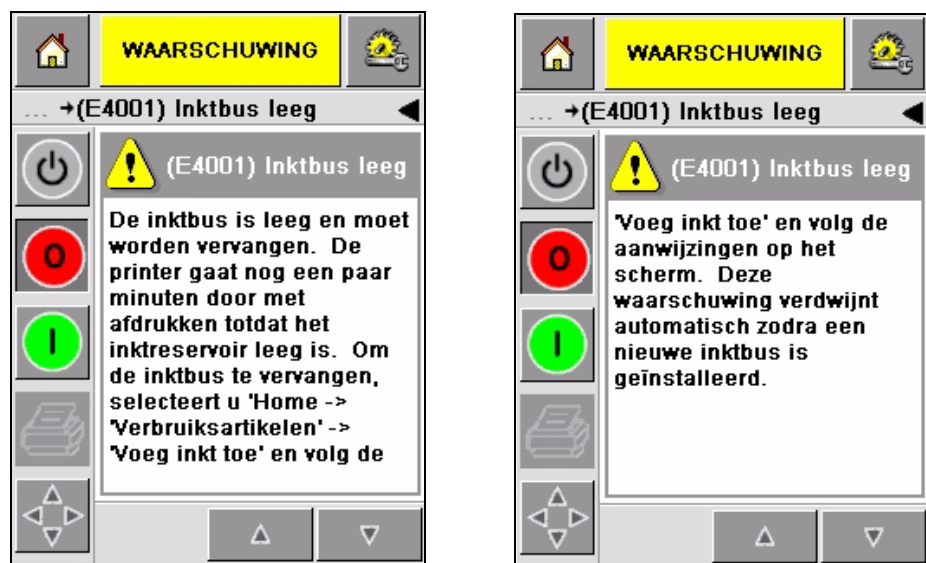 WAARSCHUWING
... →(E4001) Inktbus leeg
(E4001) Inktbus leeg
De inktbus is leeg en moet
worden vervangen.  De
printer gaat nog een paar
minuten door met
afdrukken totdat het
inktreservoir leeg is.  Om
de inktbus te vervangen,
selecteert u 'Home ->
'Verbruiksartikelen' ->
'Voeg inkt toe' en volg de
O
I
WAARSCHUWING
... →(E4001) Inktbus leeg
(E4001) Inktbus leeg
'Voeg inkt toe' en volg de
aanwijzingen op het
scherm.  Deze
waarschuwing verdwijnt
automatisch zodra een
nieuwe inktbus is
geïnstalleerd.
O
I